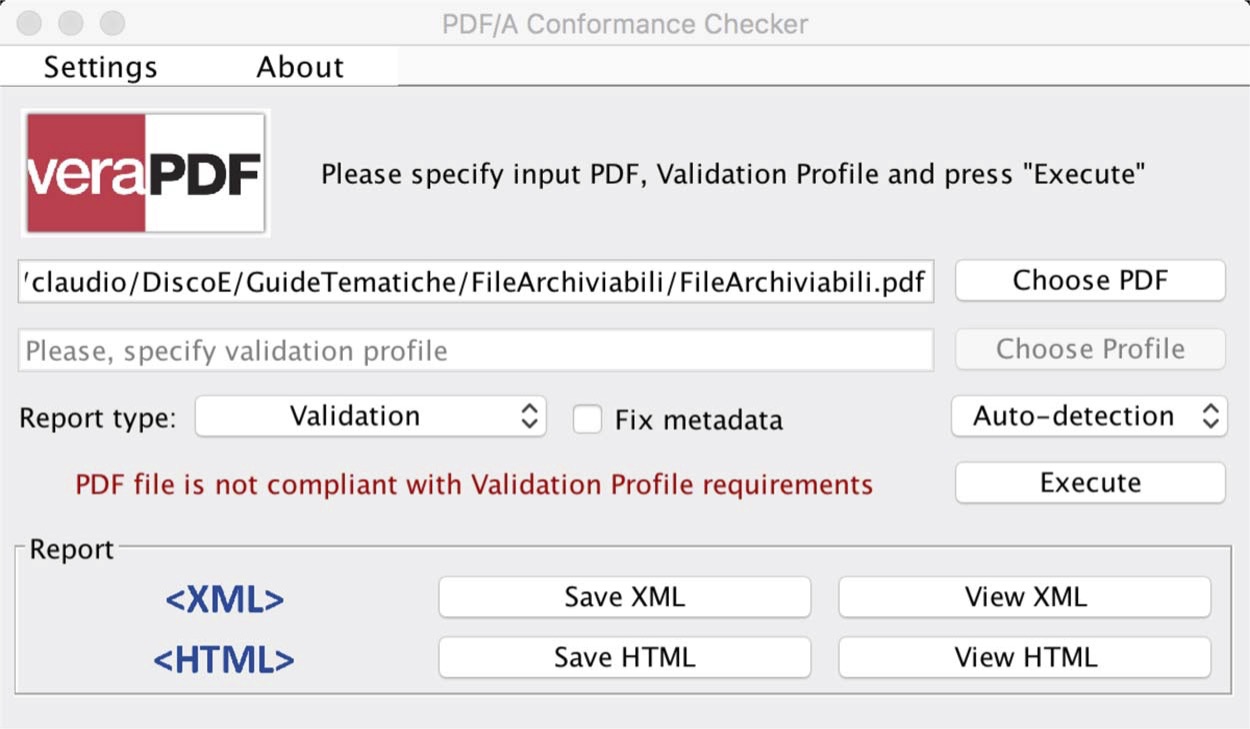 PDF/A Conformance Checker
Settings About
veraPDF
Please specify input PDF, Validation Profile and press "Execute"
/claudio/DiscoE/GuideTematiche/FileArchiviabili/FileArchiviabili.pdf Choose PDF
Please, specify validation profile Choose Profile
Report type: Validation Fix metadata Auto-detection
PDF file is not compliant with Validation Profile requirements Execute
Report
<XML> Save XML View XML
<HTML> Save HTML View HTML